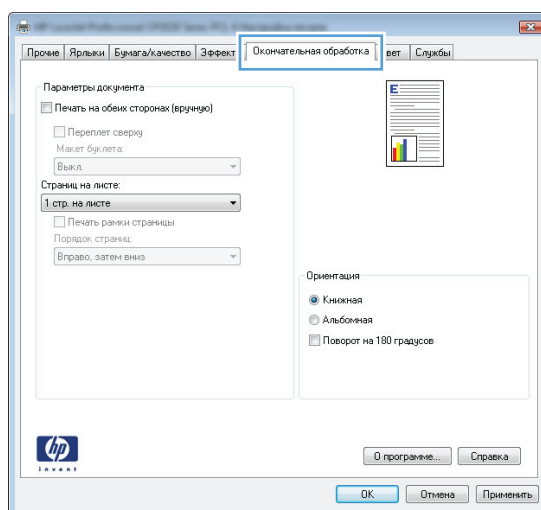 Прочие Ярлыки Бумага/качество Эффект Окончательная обработка вет Службы
Параметры документа
Печать на обеих сторонах (вручную)
Переплет сверху
Макет буклета:
Выкл.
Страниц на листе:
1 стр. на листе
Печать рамки страницы
Порядок страниц:
Вправо, затем вниз
E
Ориентация
Книжная
Альбомная
Поворот на 180 градусов
hp
invent
О программе... Справка
OK Отмена Применить